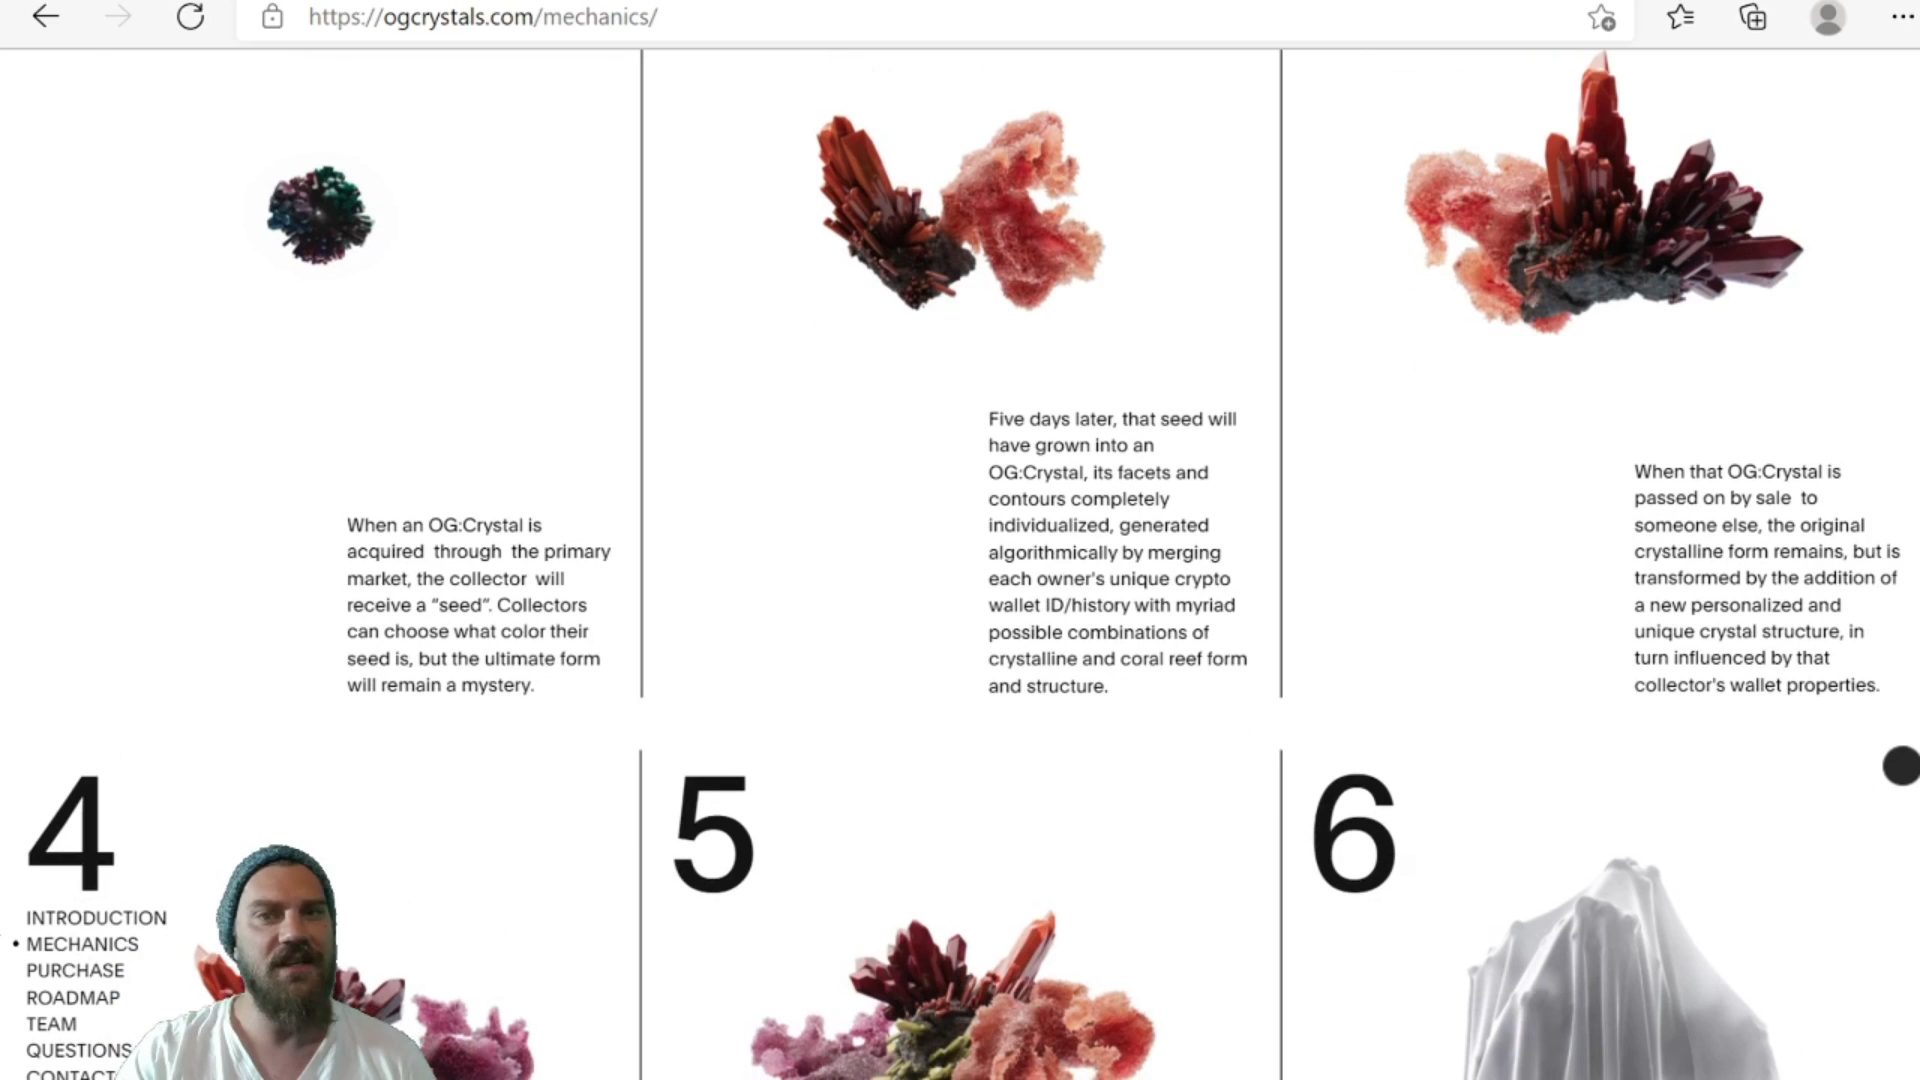 https://ogcrystals.com/mechanics/
When an OG:Crystal is
acquired through the primary
market, the collector will
receive a “seed”. Collectors
can choose what color their
seed is, but the ultimate form
will remain a mystery.
Five days later, that seed will
have grown into an
OG:Crystal, its facets and
contours completely
individualized, generated
algorithmically by merging
each owner's unique crypto
wallet ID/history with myriad
possible combinations of
crystalline and coral reef form
and structure.
When that OG:Crystal is
passed on by sale to
someone else, the original
crystalline form remains, but is
transformed by the addition of
a new personalized and
unique crystal structure, in
turn influenced by that
collector's wallet properties.
4
5
6
INTRODUCTION
• MECHANICS
PURCHASE
ROADMAP
TEAM
QUESTIONS
CONTACT